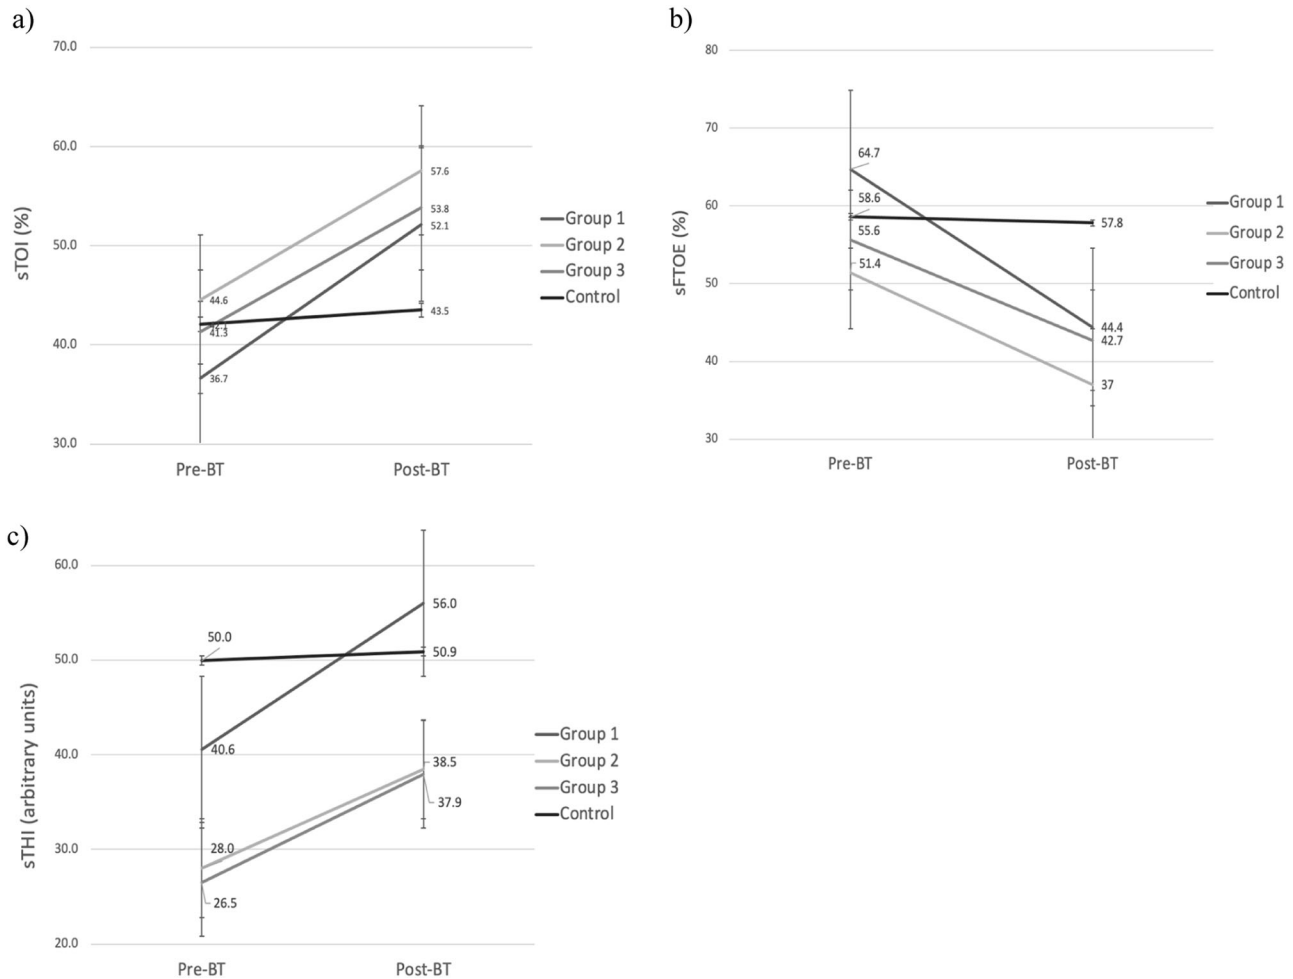 a)
70.0
60.0
50.0
40.0
30.0
sTOI (%)
44.6
41.3
36.7
57.6
53.8
52.1
43.5
Pre-BT
Post-BT
Group 1
Group 2
Group 3
Control
b)
80
70
60
50
40
30
sFTOE (%)
64.7
58.6
55.6
51.4
57.8
44.4
42.7
37
Pre-BT
Post-BT
Group 1
Group 2
Group 3
Control
c)
60.0
50.0
40.0
30.0
20.0
sTHI (arbitrary units)
50.0
40.6
28.0
26.5
56.0
50.9
38.5
37.9
Pre-BT
Post-BT
Group 1
Group 2
Group 3
Control